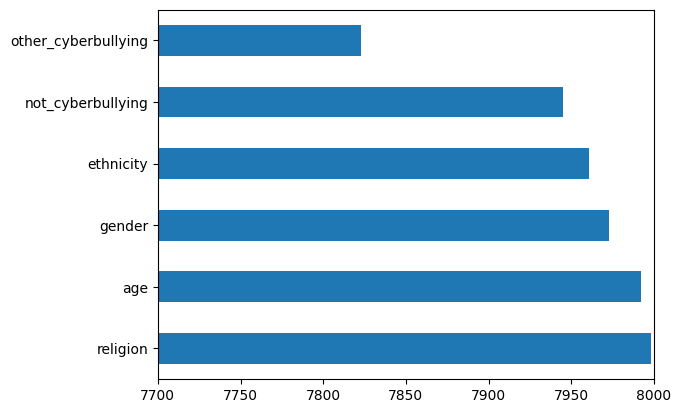 other_cyberbullying
not_cyberbullying
ethnicity
gender
age
religion
7700 7750 7800 7850 7900 7950 8000